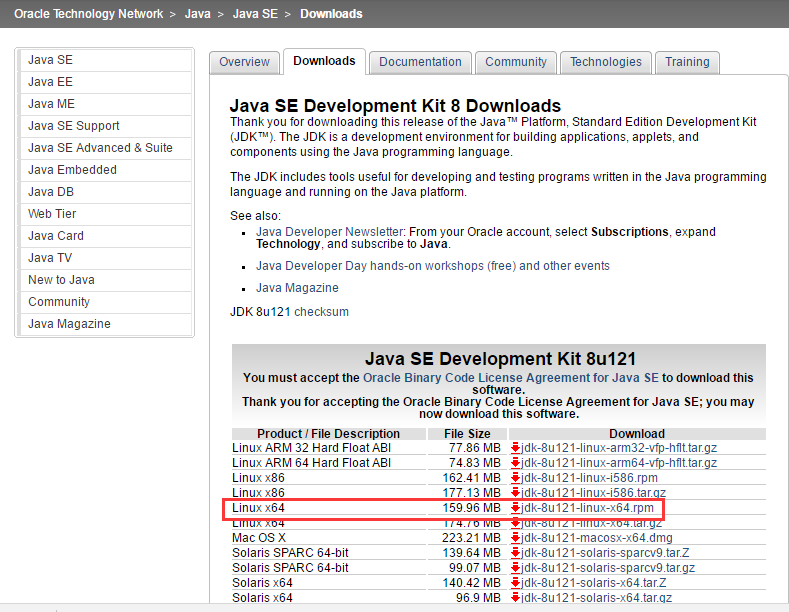 Oracle Technology Network > Java > Java SE > Downloads
Java SE
Java EE
Java ME
Java SE Support
Java SE Advanced & Suite
Java Embedded
Java DB
Web Tier
Java Card
Java TV
New to Java
Community
Java Magazine
Overview Downloads Documentation Community Technologies Training
Java SE Development Kit 8 Downloads
Thank you for downloading this release of the Java™ Platform, Standard Edition Development Kit
(JDK™). The JDK is a development environment for building applications, applets, and
components using the Java programming language.
The JDK includes tools useful for developing and testing programs written in the Java programming
language and running on the Java platform.
See also:
Java Developer Newsletter: From your Oracle account, select Subscriptions, expand
Technology, and subscribe to Java.
Java Developer Day hands-on workshops (free) and other events
Java Magazine
JDK 8u121 checksum
Java SE Development Kit 8u121
You must accept the Oracle Binary Code License Agreement for Java SE to download this
software.
Thank you for accepting the Oracle Binary Code License Agreement for Java SE; you may
now download this software.
Product / File Description File Size Download
Linux ARM 32 Hard Float ABI 77.86 MB jdk-8u121-linux-arm32-vfp-hflt.tar.gz
Linux ARM 64 Hard Float ABI 74.83 MB jdk-8u121-linux-arm64-vfp-hflt.tar.gz
Linux x86 162.41 MB jdk-8u121-linux-i586.rpm
Linux x86 177.13 MB jdk-8u121-linux-i586.tar.gz
Linux x64 159.96 MB jdk-8u121-linux-x64.rpm
Linux x64 174.76 MB jdk-8u121-linux-x64.tar.gz
Mac OS X 223.21 MB jdk-8u121-macosx-x64.dmg
Solaris SPARC 64-bit 139.64 MB jdk-8u121-solaris-sparcv9.tar.Z
Solaris SPARC 64-bit 99.07 MB jdk-8u121-solaris-sparcv9.tar.gz
Solaris x64 140.42 MB jdk-8u121-solaris-x64.tar.Z
Solaris x64 96.9 MB jdk-8u121-solaris-x64.tar.gz